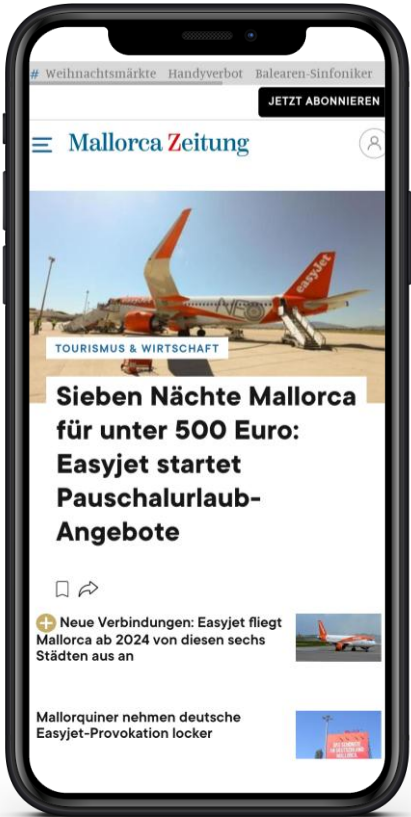 # Weihnachtsmärkte Handyverbot Balearen-Sinfoniker
JETZT ABONNIEREN
Mallorca Zeitung
easyJet
NEO
TOURISMUS & WIRTSCHAFT
Sieben Nächte Mallorca
für unter 500 Euro:
Easyjet startet
Pauschalurlaub-
Angebote
Neue Verbindungen: Easyjet fliegt
Mallorca ab 2024 von diesen sechs
Städten aus an
Mallorquiner nehmen deutsche
Easyjet-Provokation locker